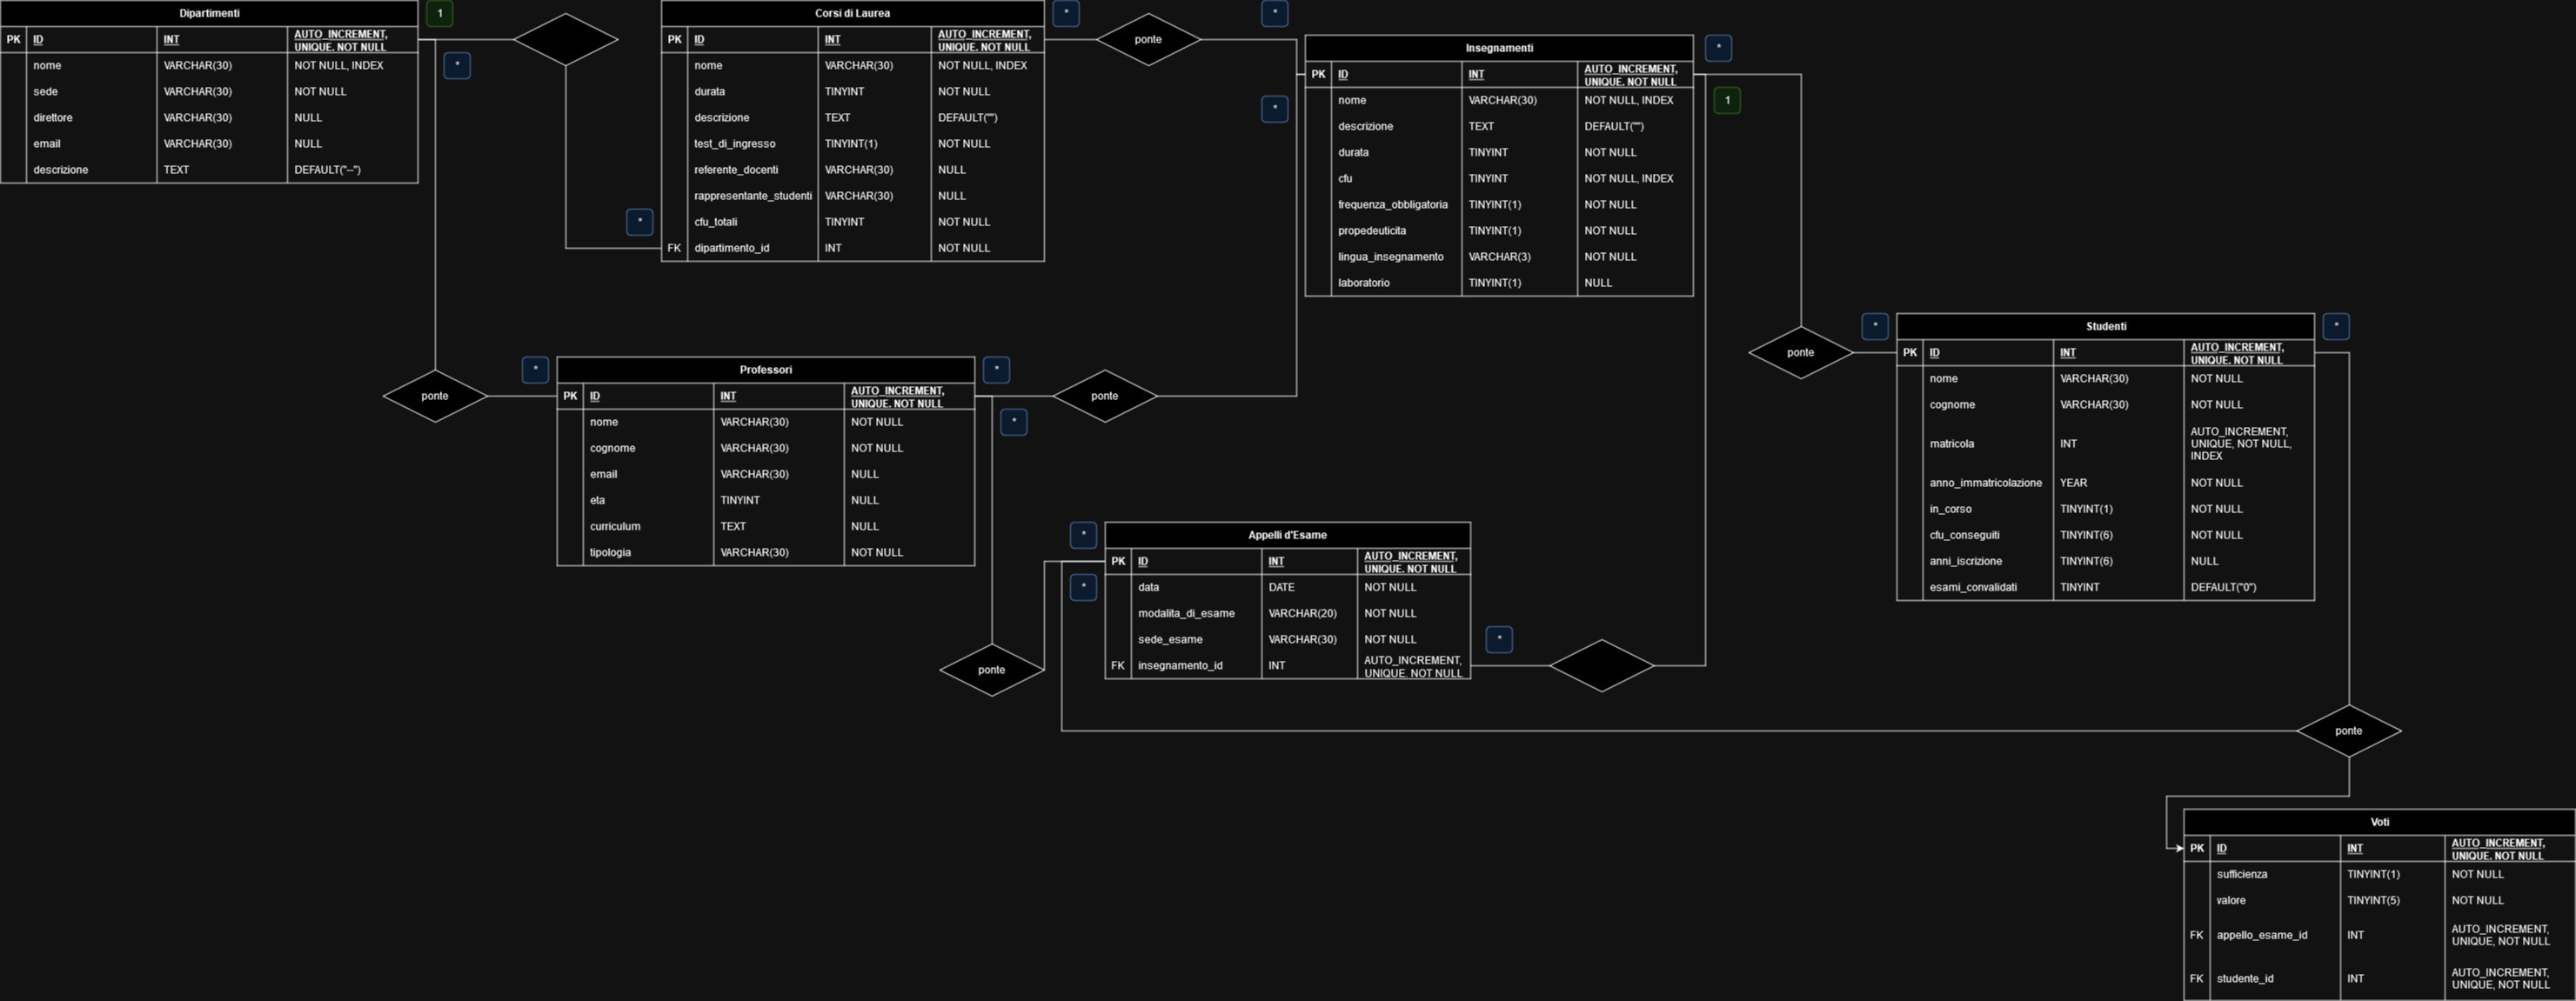 Dipartimenti
1
PK ID INT AUTO_INCREMENT,
UNIQUE. NOT NULL
*
nome VARCHAR(30) NOT NULL, INDEX
sede VARCHAR(30) NOT NULL
direttore VARCHAR(30) NULL
email VARCHAR(30) NULL
descrizione TEXT DEFAULT("--")
Corsi di Laurea
*
PK ID INT AUTO_INCREMENT,
UNIQUE. NOT NULL
nome VARCHAR(30) NOT NULL, INDEX
durata TINYINT NOT NULL
descrizione TEXT DEFAULT("")
test_di_ingresso TINYINT(1) NOT NULL
referente_docenti VARCHAR(30) NULL
rappresentante_studenti VARCHAR(30) NULL
cfu_totali TINYINT NOT NULL
*
FK dipartimento_id INT NOT NULL
ponte
*
*
Insegnamenti
*
PK ID INT AUTO_INCREMENT,
UNIQUE. NOT NULL
1
nome VARCHAR(30) NOT NULL, INDEX
descrizione TEXT DEFAULT("")
durata TINYINT NOT NULL
cfu TINYINT NOT NULL, INDEX
frequenza_obbligatoria TINYINT(1) NOT NULL
propedeuticita TINYINT(1) NOT NULL
lingua_insegnamento VARCHAR(3) NOT NULL
laboratorio TINYINT(1) NULL
ponte
*
Professori
*
PK ID INT AUTO_INCREMENT,
UNIQUE. NOT NULL
*
nome VARCHAR(30) NOT NULL
cognome VARCHAR(30) NOT NULL
email VARCHAR(30) NULL
eta TINYINT NULL
curriculum TEXT NULL
tipologia VARCHAR(30) NOT NULL
ponte
ponte
*
Studenti
*
PK ID INT AUTO_INCREMENT,
UNIQUE. NOT NULL
nome VARCHAR(30) NOT NULL
cognome VARCHAR(30) NOT NULL
matricola INT AUTO_INCREMENT,
UNIQUE, NOT NULL,
INDEX
anno_immatricolazione YEAR NOT NULL
in_corso TINYINT(1) NOT NULL
cfu_conseguiti TINYINT(6) NOT NULL
anni_iscrizione TINYINT(6) NULL
esami_convalidati TINYINT DEFAULT("0")
ponte
*
Appelli d'Esame
PK ID INT AUTO_INCREMENT,
UNIQUE. NOT NULL
*
data DATE NOT NULL
modalita_di_esame VARCHAR(20) NOT NULL
sede_esame VARCHAR(30) NOT NULL
*
FK insegnamento_id INT AUTO_INCREMENT,
UNIQUE. NOT NULL
ponte
Voti
PK ID INT AUTO_INCREMENT,
UNIQUE. NOT NULL
sufficienza TINYINT(1) NOT NULL
valore TINYINT(5) NOT NULL
FK appello_esame_id INT AUTO_INCREMENT,
UNIQUE, NOT NULL
FK studente_id INT AUTO_INCREMENT,
UNIQUE, NOT NULL